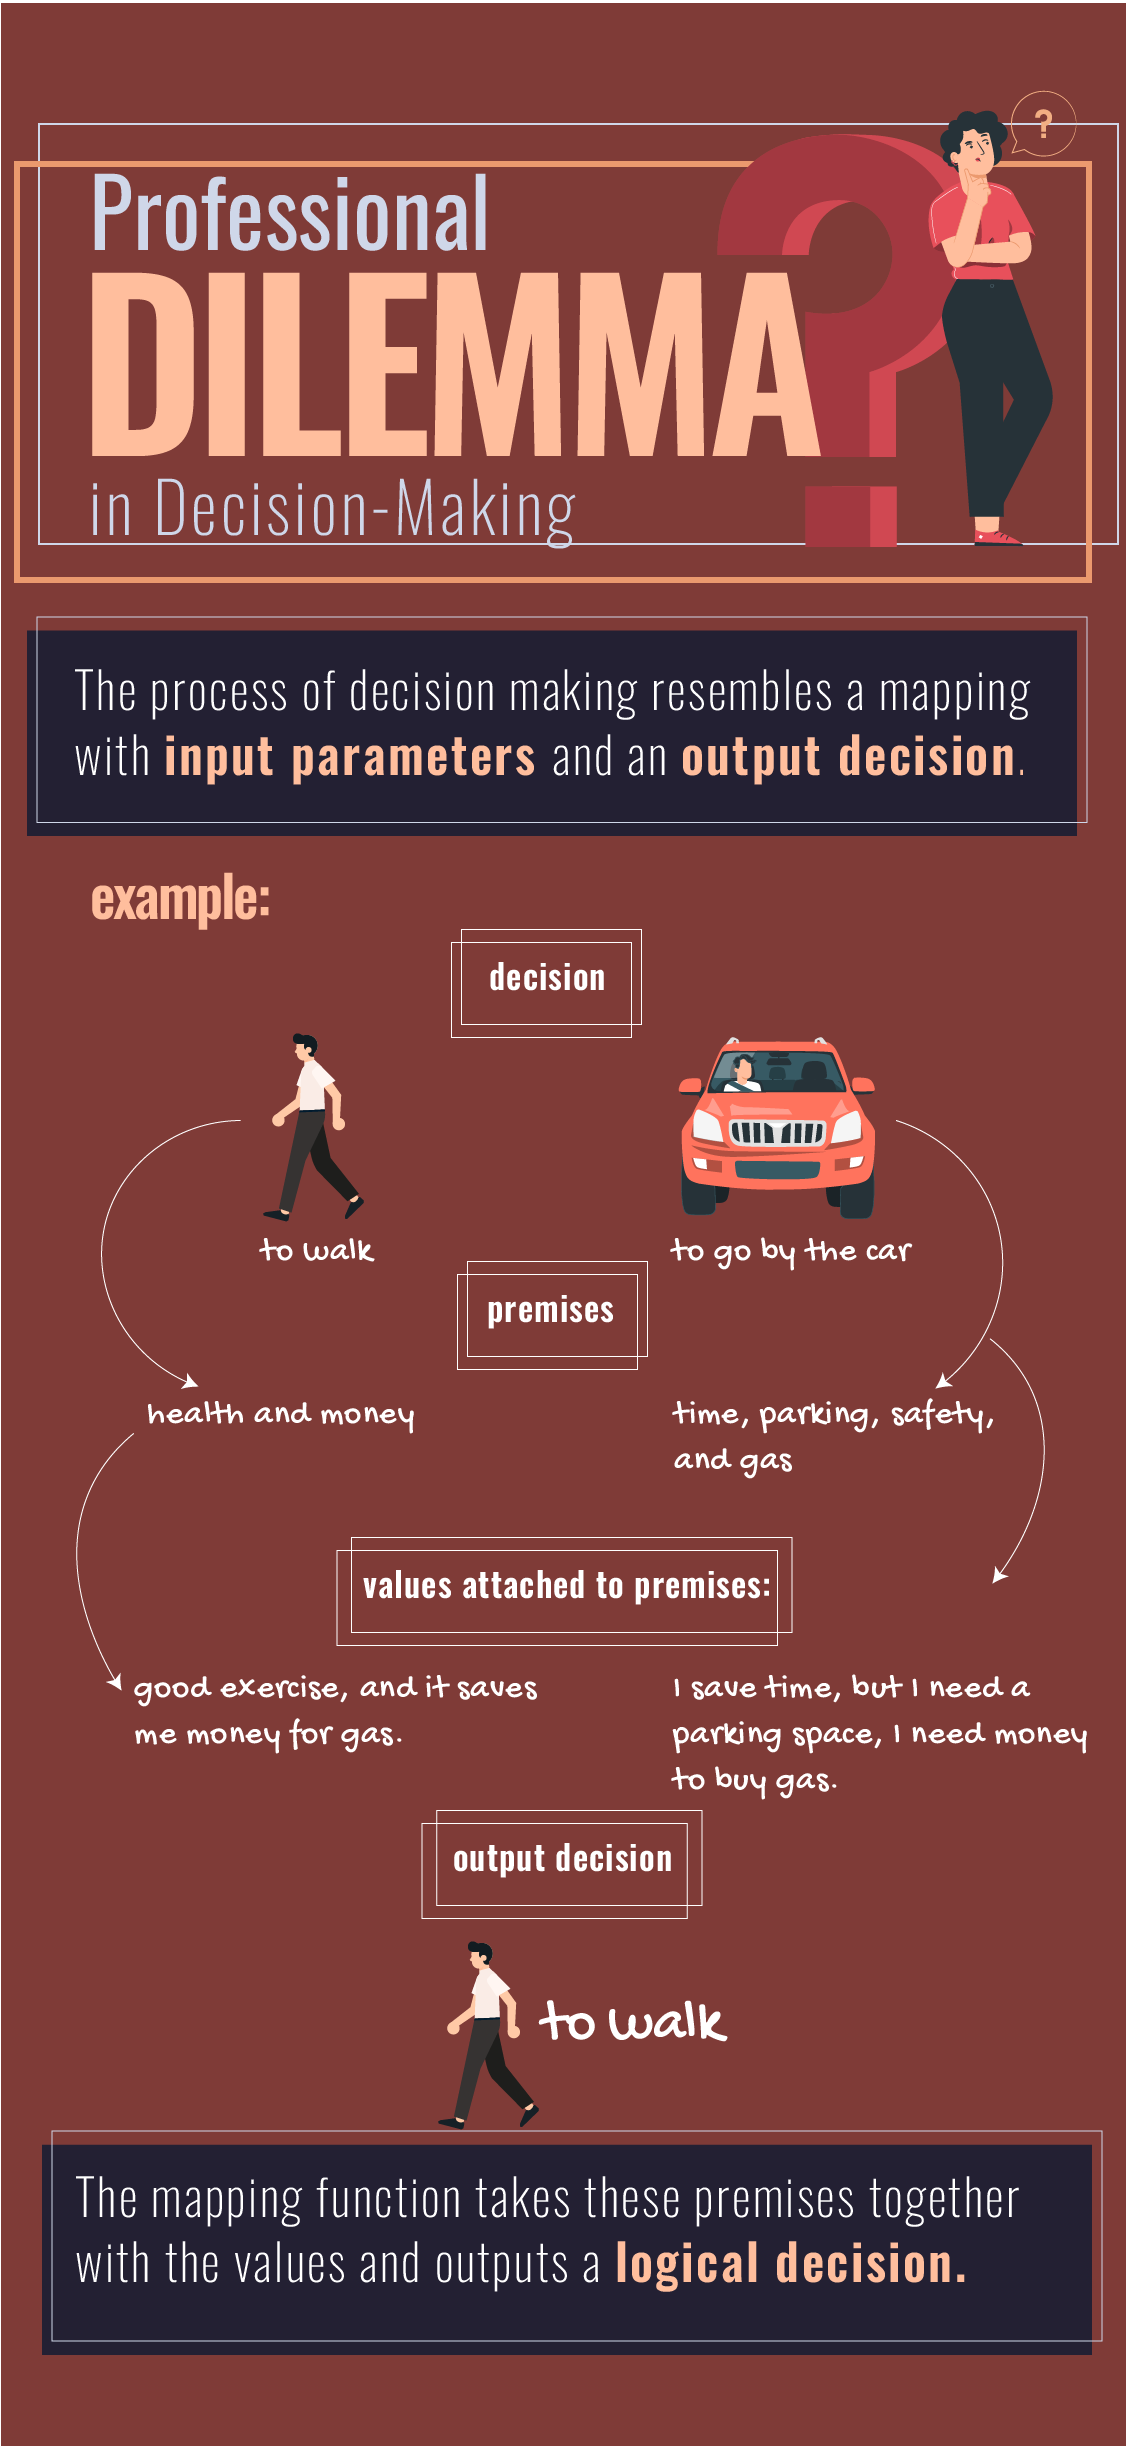 ?
Professional
DILEMMA
in Decision-Making
The process of decision making resembles a mapping
with input parameters and an output decision.
example:
decision
to walk
to go by the car
premises
health and money
time, parking, safety,
and gas
values attached to premises:
good exercise, and it saves
me money for gas.
I save time, but I need a
parking space, I need money
to buy gas.
output decision
to walk
The mapping function takes these premises together
with the values and outputs a logical decision.